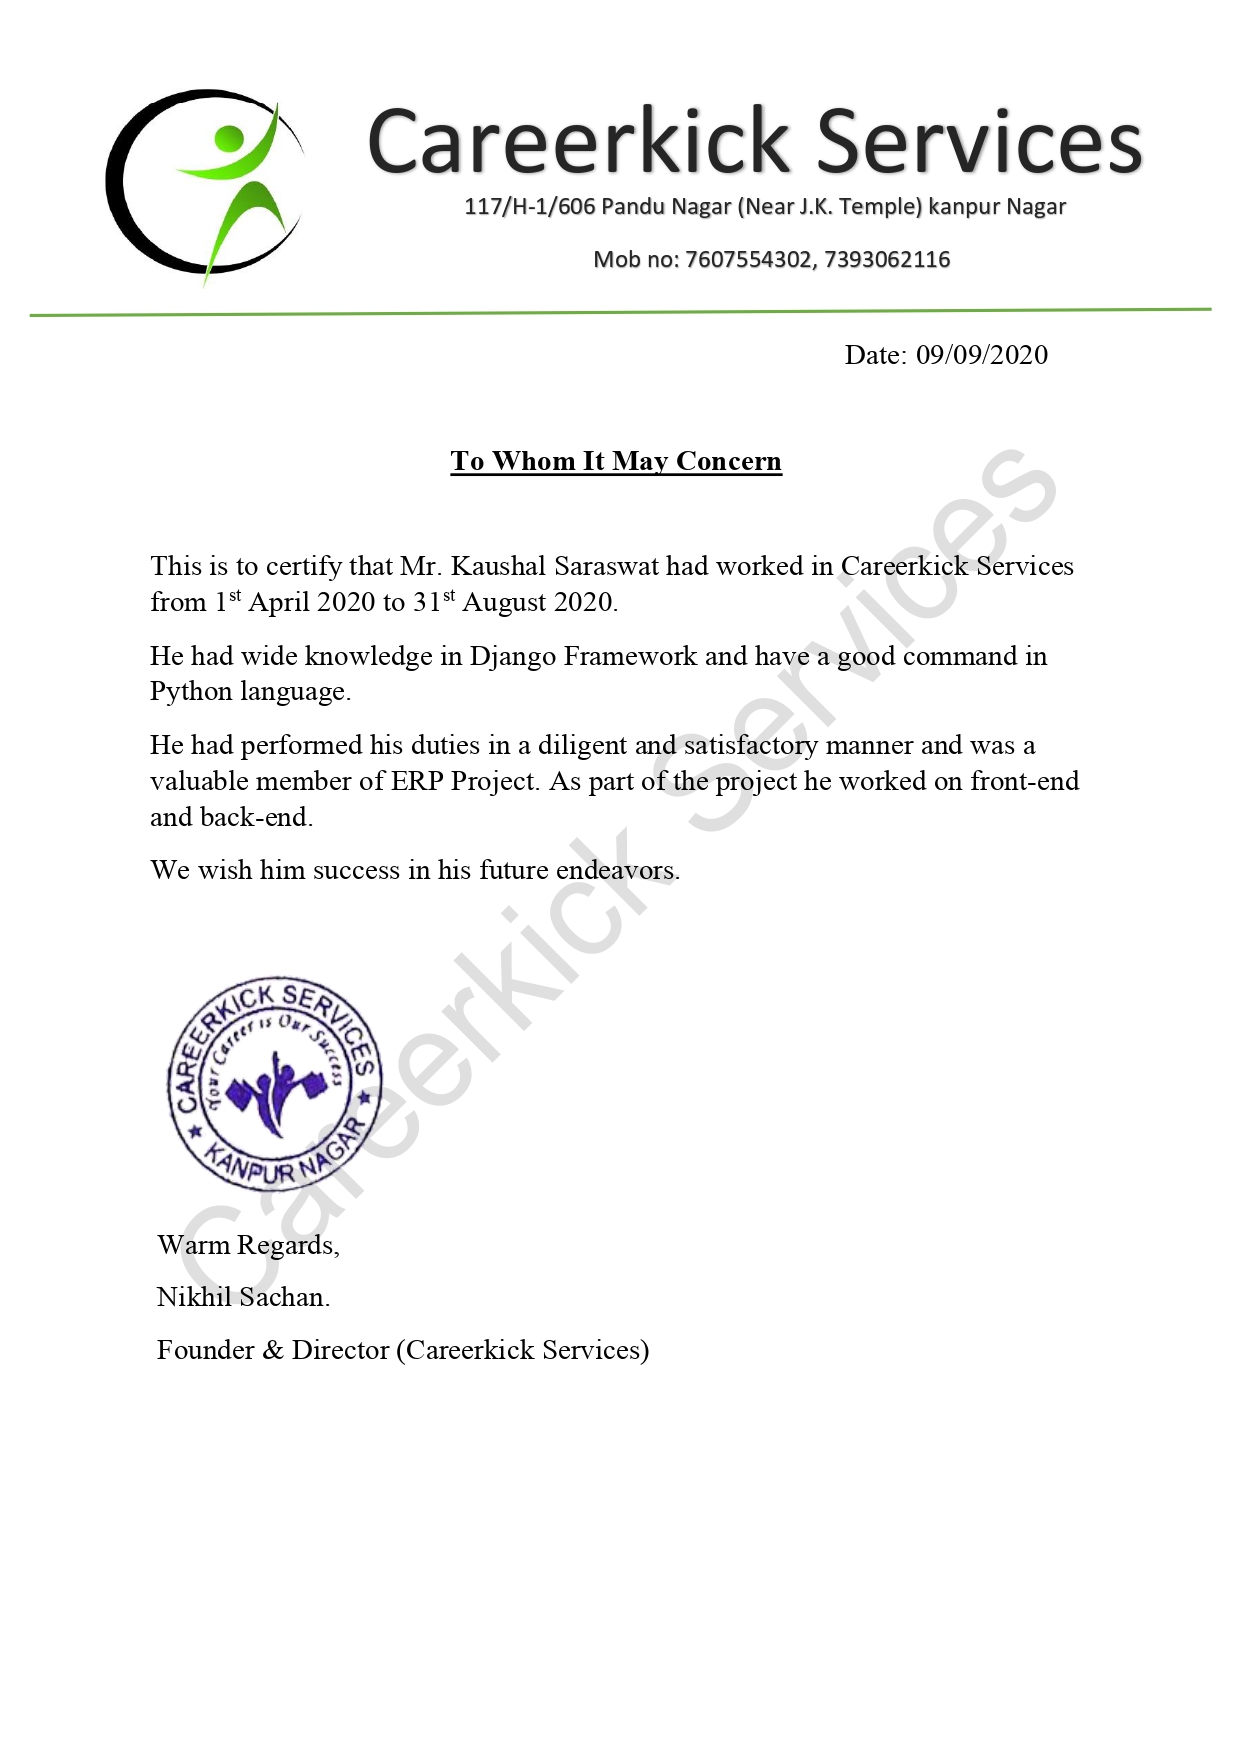 Careerkick Services
117/H-1/606 Pandu Nagar (Near J.K. Temple) kanpur Nagar
Mob no: 7607554302, 7393062116
Date: 09/09/2020
To Whom It May Concern
This is to certify that Mr. Kaushal Saraswat had worked in Careerkick Services
from 1st April 2020 to 31st August 2020.
He had wide knowledge in Django Framework and have a good command in
Python language.
He had performed his duties in a diligent and satisfactory manner and was a
valuable member of ERP Project. As part of the project he worked on front-end
and back-end.
We wish him success in his future endeavors.
CAREERKICK SERVICES
Your Career is Our Success
★ KANPUR NAGAR ★
Warm Regards,
Nikhil Sachan.
Founder & Director (Careerkick Services)
Careerkick Services